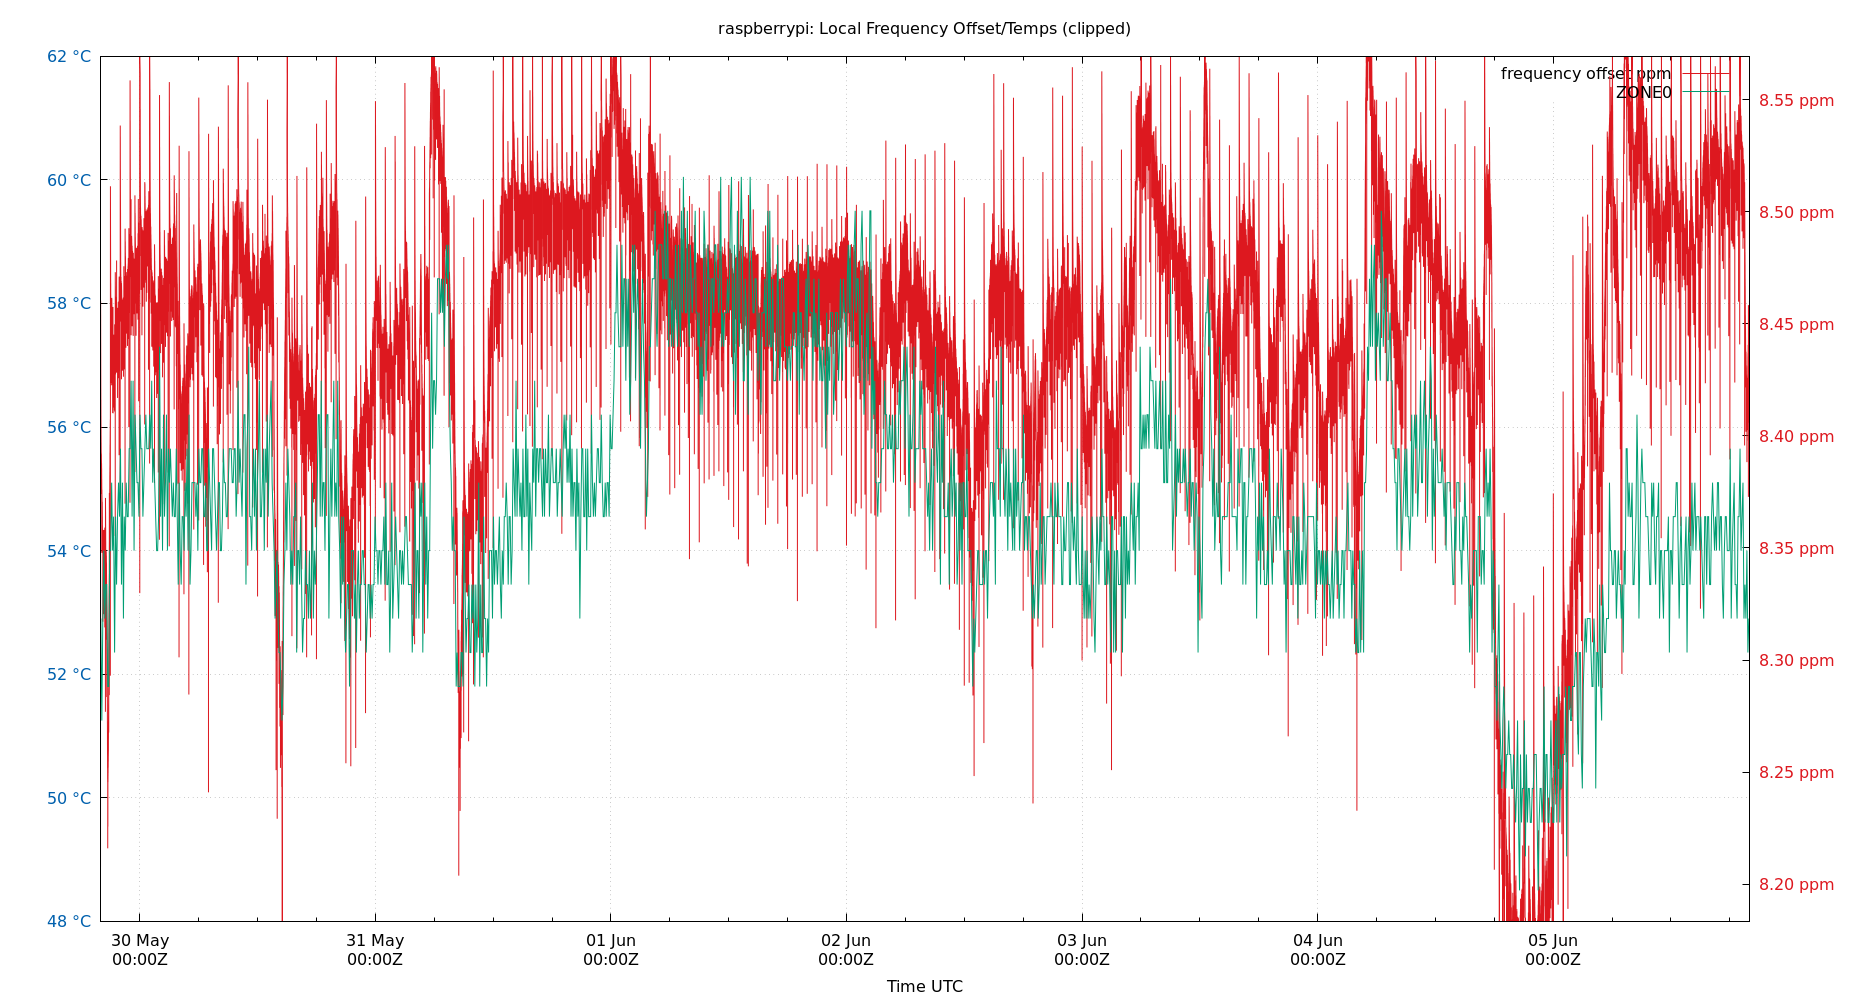 raspberrypi: Local Frequency Offset/Temps (clipped)
62 °C
60 °C
58 °C
56 °C
54 °C
52 °C
50 °C
48 °C
frequency offset ppm
ZONE0
8.55 ppm
8.50 ppm
8.45 ppm
8.40 ppm
8.35 ppm
8.30 ppm
8.25 ppm
8.20 ppm
30 May
00:00Z
31 May
00:00Z
01 Jun
00:00Z
02 Jun
00:00Z
03 Jun
00:00Z
04 Jun
00:00Z
05 Jun
00:00Z
Time UTC